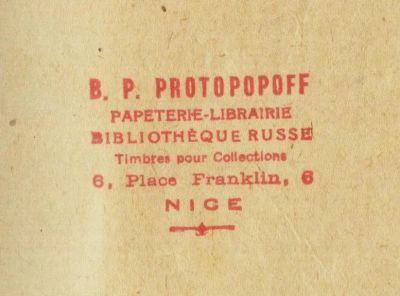 B. P. PROTOPOPOFF
PAPETERIE-LIBRAIRIE
BIBLIOTHÈQUE RUSSE
Timbres pour Collections
6, Place Franklin, 6
NICE